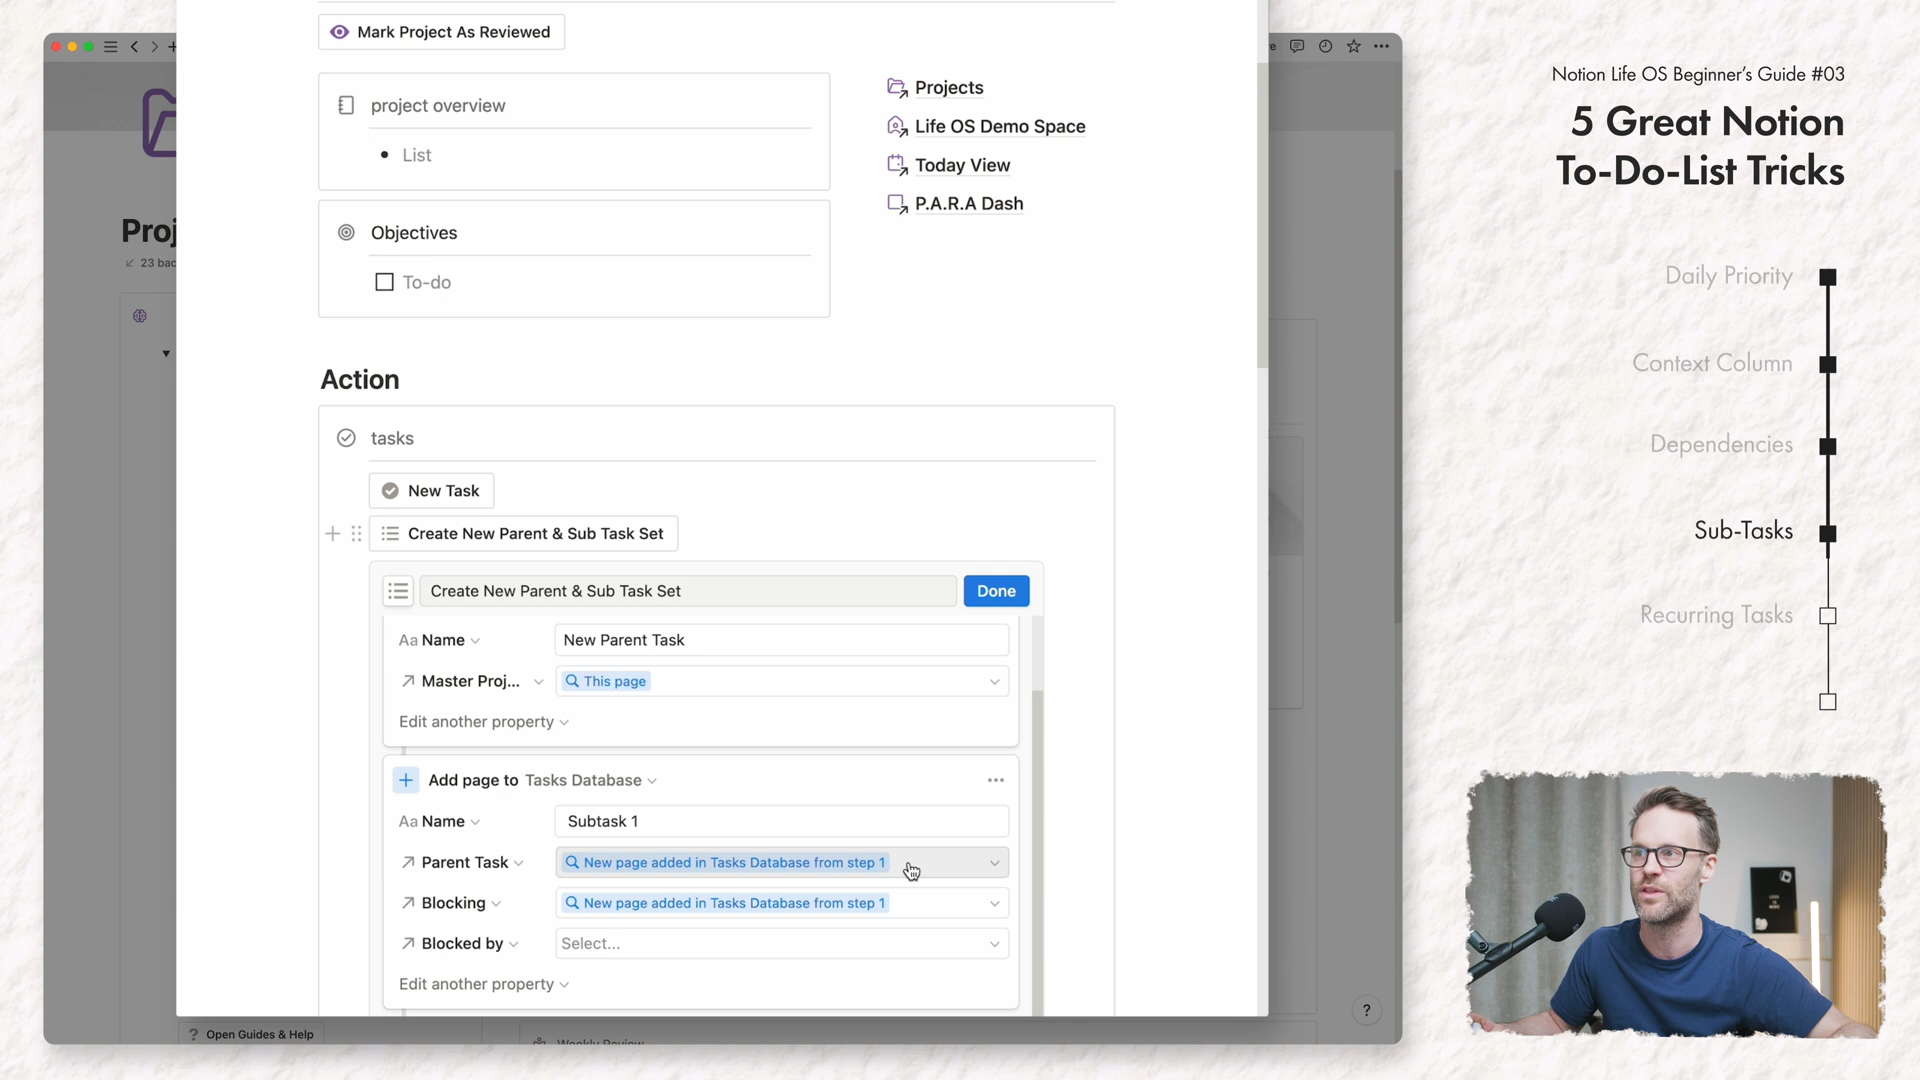 Mark Project As Reviewed
project overview
List
Objectives
To-do
Projects
Life OS Demo Space
Today View
P.A.R.A Dash
Proj
23 bac
Action
tasks
New Task
Create New Parent & Sub Task Set
Create New Parent & Sub Task Set
Done
Aa Name
New Parent Task
Master Proj...
This page
Edit another property
Add page to Tasks Database
Aa Name
Subtask 1
Parent Task
New page added in Tasks Database from step 1
Blocking
New page added in Tasks Database from step 1
Blocked by
Select...
Edit another property
? Open Guides & Help
Weekly Review
?
Notion Life OS Beginner's Guide #03
5 Great Notion
To-Do-List Tricks
Daily Priority
Context Column
Dependencies
Sub-Tasks
Recurring Tasks